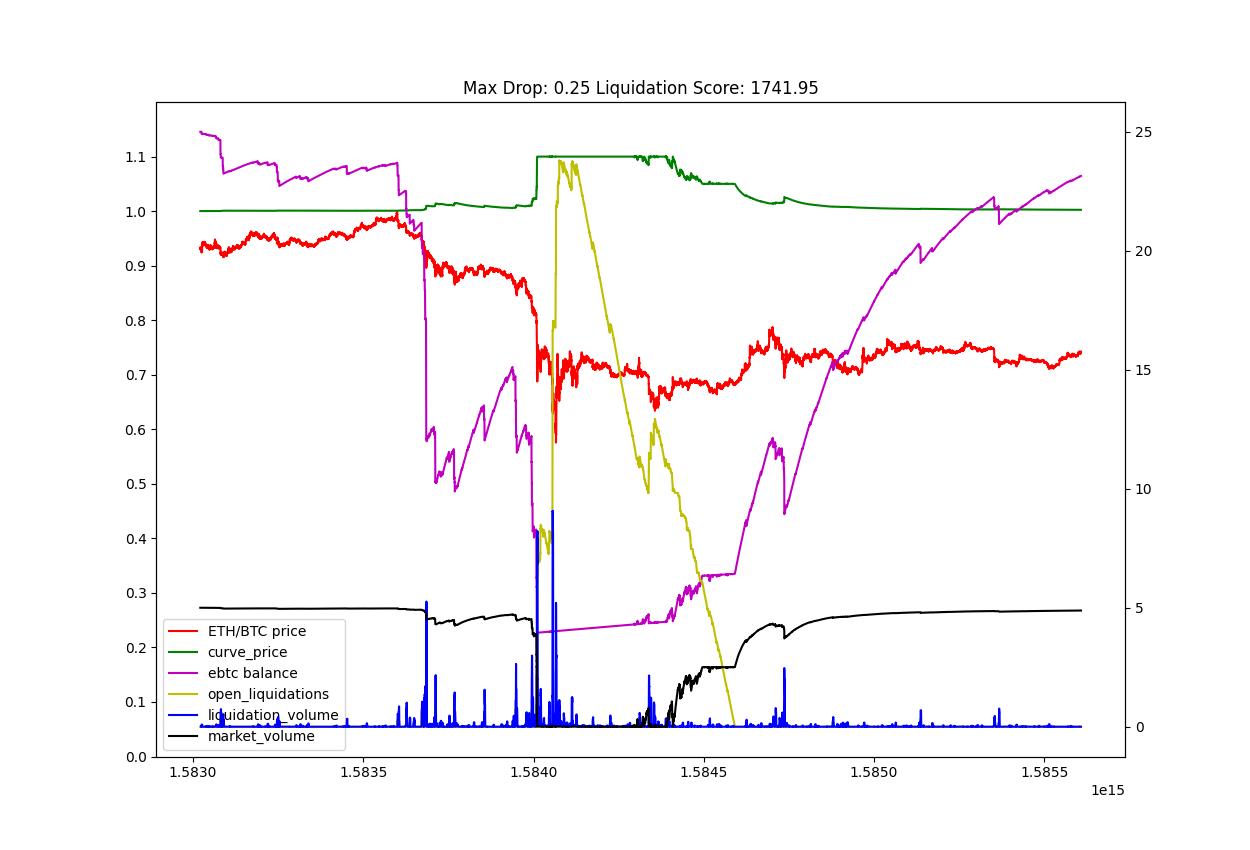 Max Drop: 0.25 Liquidation Score: 1741.95
1.1
1.0
0.9
0.8
0.7
0.6
0.5
0.4
0.3
0.2
0.1
0.0
25
20
15
10
5
0
ETH/BTC price
curve_price
ebtc balance
open_liquidations
liquidation_volume
market_volume
1.5830 1.5835 1.5840 1.5845 1.5850 1.5855
1e15